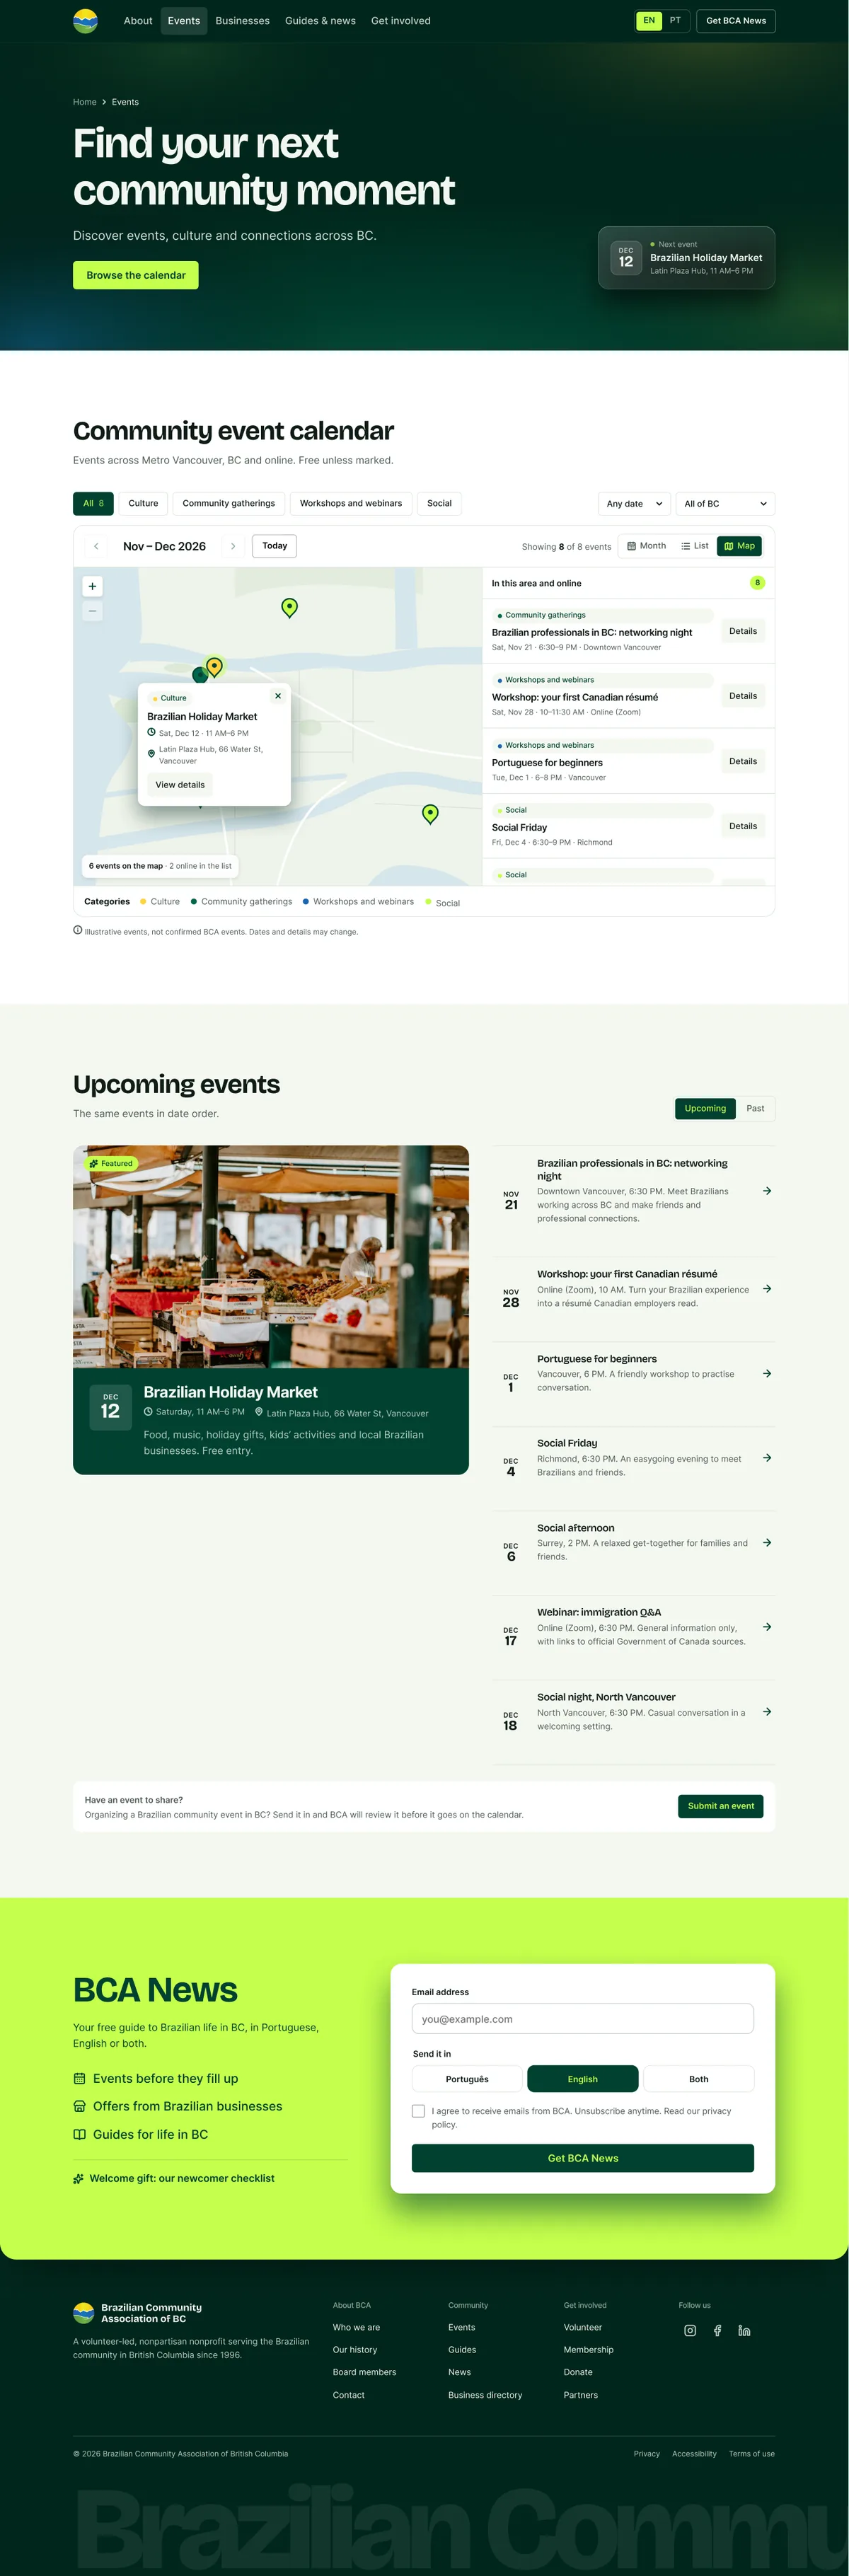 About Events Businesses Guides & news Get involved EN PT Get BCA News
Home > Events
Find your next
community moment
Discover events, culture and connections across BC.
Browse the calendar
DEC
12
Next event
Brazilian Holiday Market
Latin Plaza Hub, 11 AM–6 PM
Community event calendar
Events across Metro Vancouver, BC and online. Free unless marked.
All 8 Culture Community gatherings Workshops and webinars Social Any date All of BC
Nov – Dec 2026 Today Showing 8 of 8 events Month List Map
+
−
Culture
Brazilian Holiday Market
Sat, Dec 12 · 11 AM–6 PM
Latin Plaza Hub, 66 Water St,
Vancouver
View details
6 events on the map · 2 online in the list
In this area and online 8
Community gatherings
Brazilian professionals in BC: networking night
Sat, Nov 21 · 6:30–9 PM · Downtown Vancouver
Details
Workshops and webinars
Workshop: your first Canadian résumé
Sat, Nov 28 · 10–11:30 AM · Online (Zoom)
Details
Workshops and webinars
Portuguese for beginners
Tue, Dec 1 · 6–8 PM · Vancouver
Details
Social
Social Friday
Fri, Dec 4 · 6:30–9 PM · Richmond
Details
Social
Categories Culture Community gatherings Workshops and webinars Social
Illustrative events, not confirmed BCA events. Dates and details may change.
Upcoming events
The same events in date order.
Upcoming Past
Featured
DEC
12
Brazilian Holiday Market
Saturday, 11 AM–6 PM Latin Plaza Hub, 66 Water St, Vancouver
Food, music, holiday gifts, kids’ activities and local Brazilian
businesses. Free entry.
NOV
21
Brazilian professionals in BC: networking
night
Downtown Vancouver, 6:30 PM. Meet Brazilians
working across BC and make friends and
professional connections.
NOV
28
Workshop: your first Canadian résumé
Online (Zoom), 10 AM. Turn your Brazilian experience
into a résumé Canadian employers read.
DEC
1
Portuguese for beginners
Vancouver, 6 PM. A friendly workshop to practise
conversation.
DEC
4
Social Friday
Richmond, 6:30 PM. An easygoing evening to meet
Brazilians and friends.
DEC
6
Social afternoon
Surrey, 2 PM. A relaxed get-together for families and
friends.
DEC
17
Webinar: immigration Q&A
Online (Zoom), 6:30 PM. General information only,
with links to official Government of Canada sources.
DEC
18
Social night, North Vancouver
North Vancouver, 6:30 PM. Casual conversation in a
welcoming setting.
Have an event to share?
Organizing a Brazilian community event in BC? Send it in and BCA will review it before it goes on the calendar.
Submit an event
BCA News
Your free guide to Brazilian life in BC, in Portuguese,
English or both.
Events before they fill up
Offers from Brazilian businesses
Guides for life in BC
Welcome gift: our newcomer checklist
Email address
you@example.com
Send it in
Português English Both
I agree to receive emails from BCA. Unsubscribe anytime. Read our privacy
policy.
Get BCA News
Brazilian Community
Association of BC
A volunteer-led, nonpartisan nonprofit serving the Brazilian
community in British Columbia since 1996.
About BCA
Who we are
Our history
Board members
Contact
Community
Events
Guides
News
Business directory
Get involved
Volunteer
Membership
Donate
Partners
Follow us
© 2026 Brazilian Community Association of British Columbia
Privacy Accessibility Terms of use
Brazilian Commu